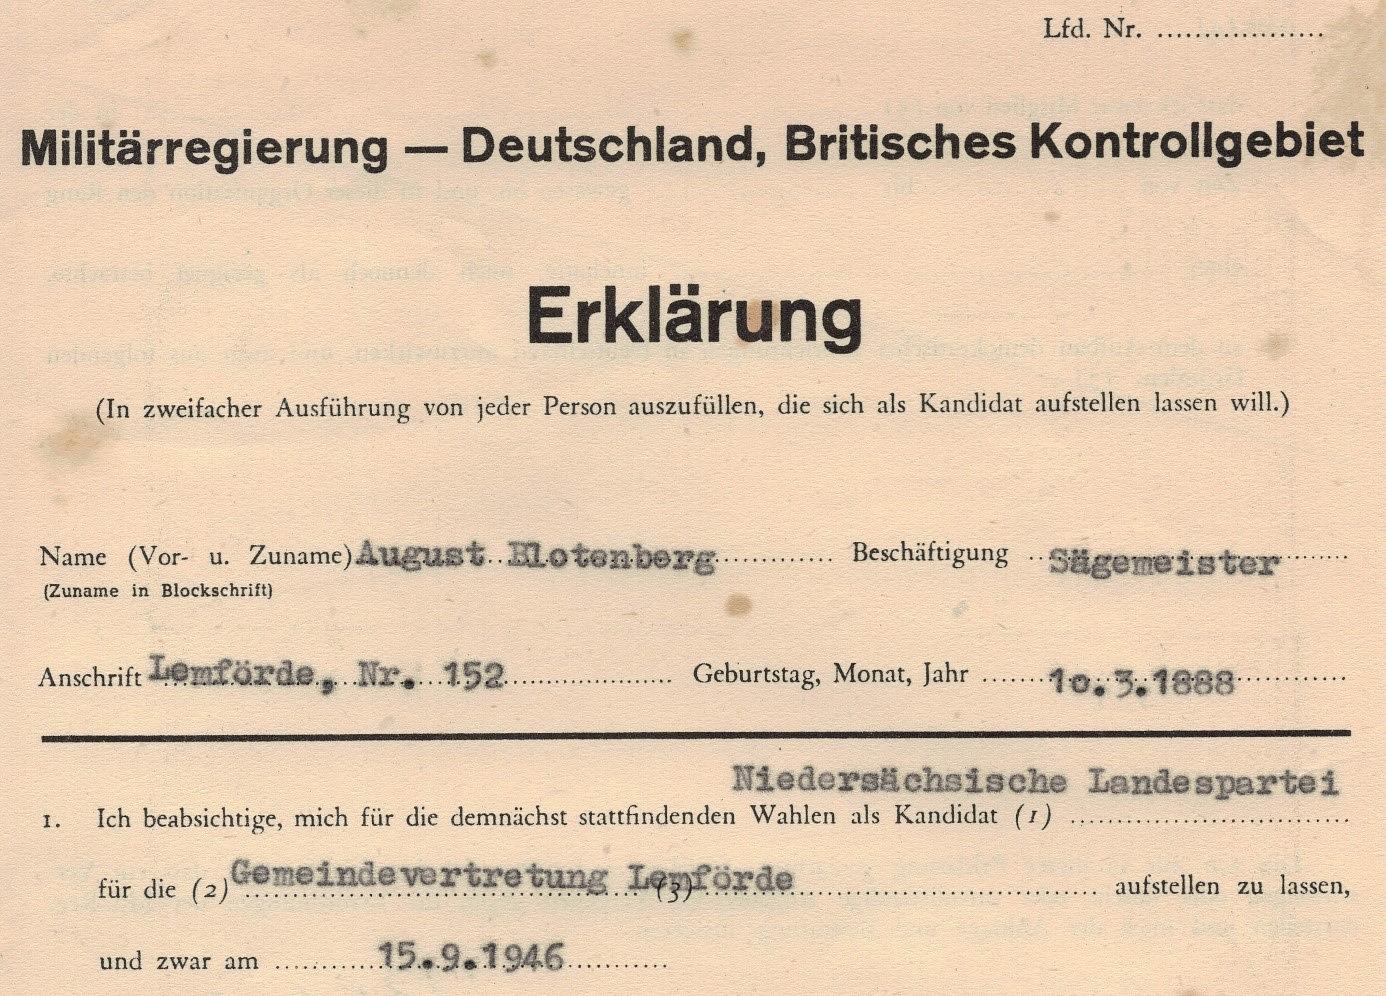 Lfd. Nr. ..................
Militärregierung — Deutschland, Britisches Kontrollgebiet
Erklärung
(In zweifacher Ausführung von jeder Person auszufüllen, die sich als Kandidat aufstellen lassen will.)
Name (Vor- u. Zuname) August Blotenberg ............. Beschäftigung .. Sägemeister ........
(Zuname in Blockschrift)
Anschrift Lemförde, Nr. 152 .................... Geburtstag, Monat, Jahr ....... 10.3.1888 .............
Niedersächsische Landespartei
1. Ich beabsichtige, mich für die demnächst stattfindenden Wahlen als Kandidat (1) ..............................
für die (2) Gemeindevertretung Lemförde (3) ................................... aufstellen zu lassen,
und zwar am ............ 15.9.1946 ............